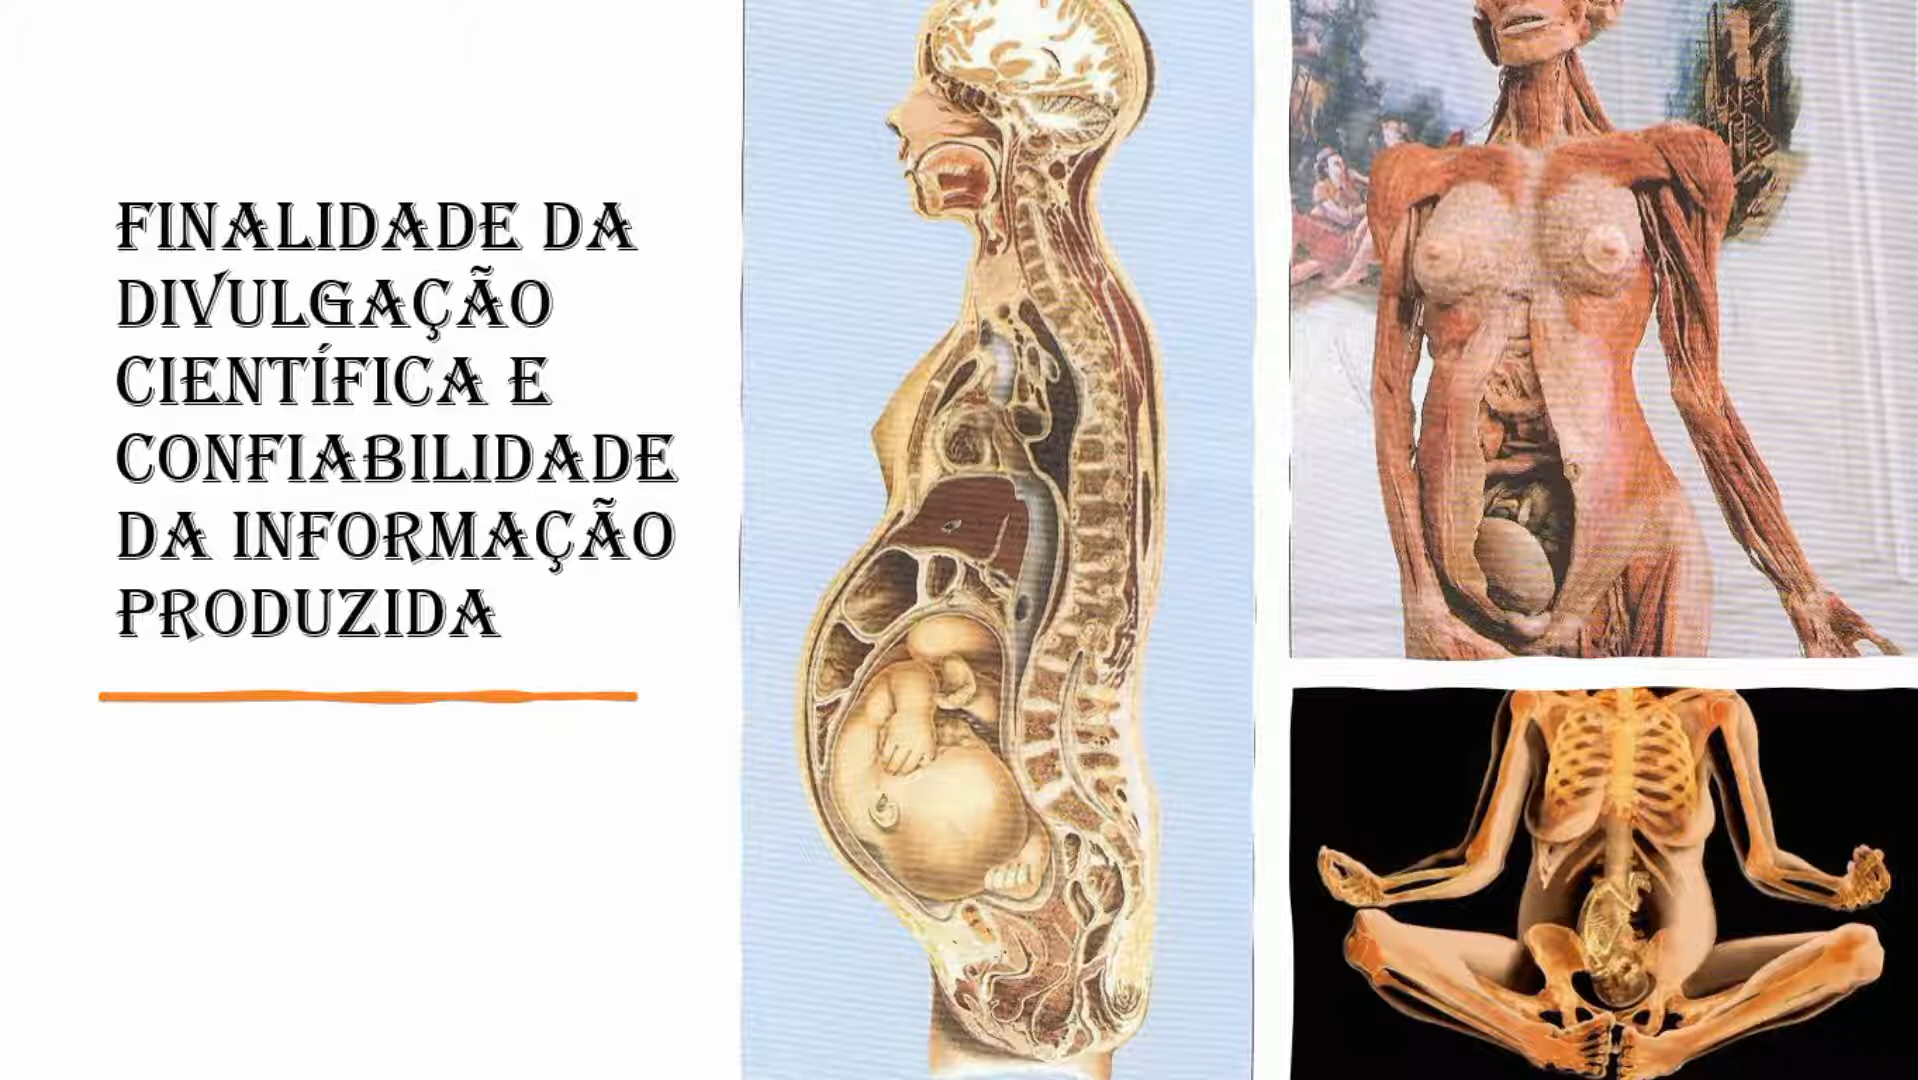 FINALIDADE DA
DIVULGAÇÃO
CIENTÍFICA E
CONFIABILIDADE
DA INFORMAÇÃO
PRODUZIDA